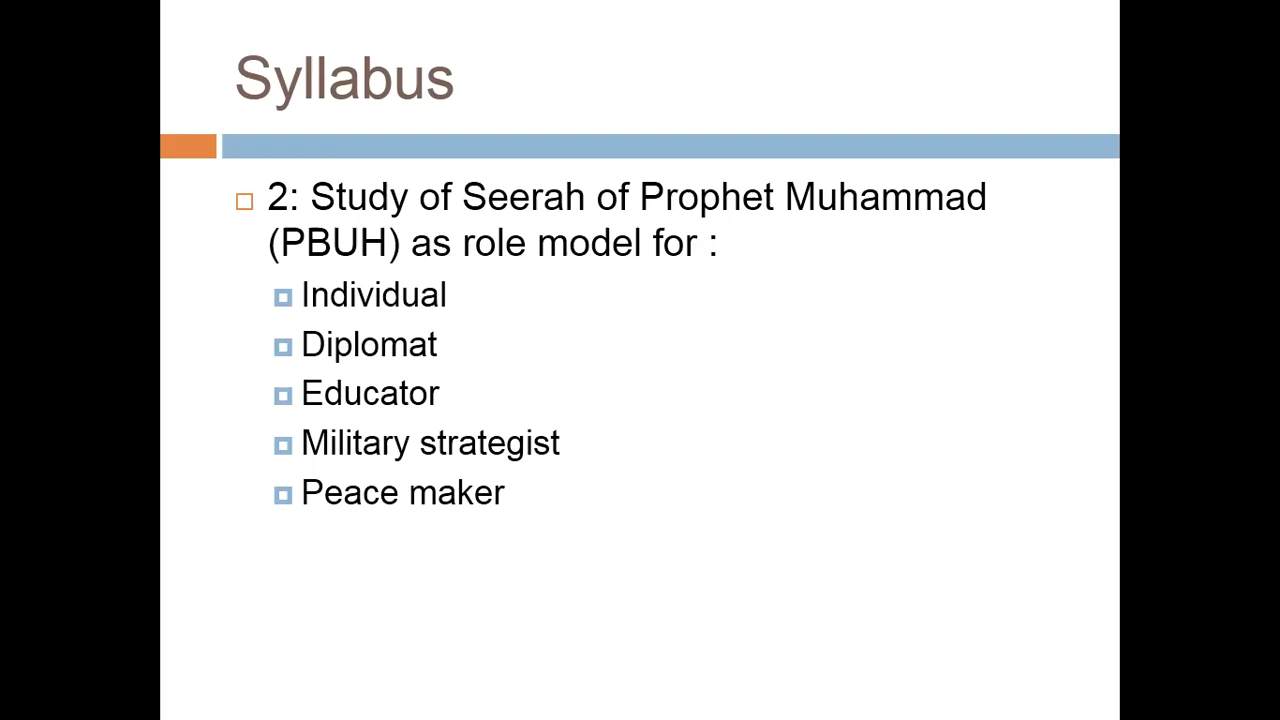 Syllabus
2: Study of Seerah of Prophet Muhammad
(PBUH) as role model for :
Individual
Diplomat
Educator
Military strategist
Peace maker